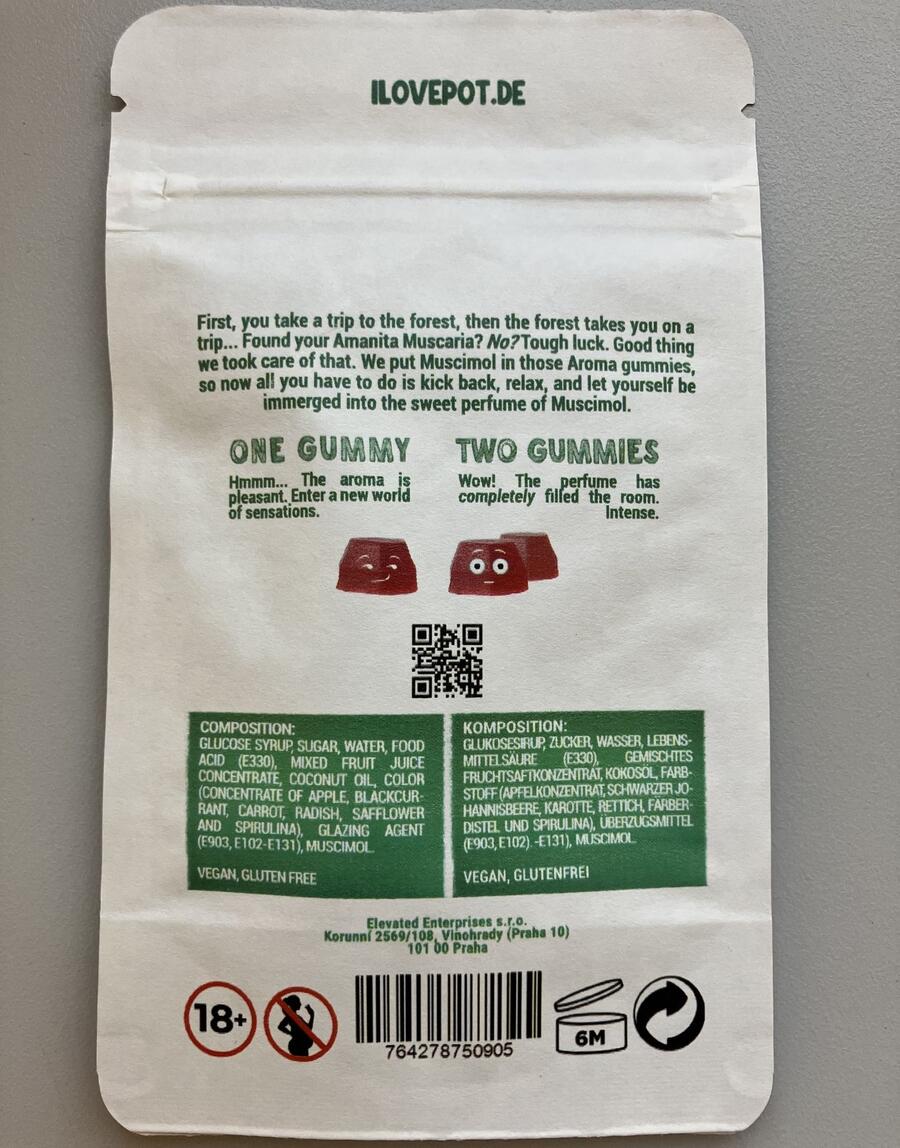 ILOVEPOT.DE
First, you take a trip to the forest, then the forest takes you on a
trip... Found your Amanita Muscaria? No? Tough luck. Good thing
we took care of that. We put Muscimol in those Aroma gummies,
so now all you have to do is kick back, relax, and let yourself be
immerged into the sweet perfume of Muscimol.
ONE GUMMY
Hmmm... The aroma is
pleasant. Enter a new world
of sensations.
TWO GUMMIES
Wow! The perfume has
completely filled the room.
Intense.
COMPOSITION:
GLUCOSE SYRUP, SUGAR, WATER, FOOD
ACID (E330), MIXED FRUIT JUICE
CONCENTRATE, COCONUT OIL, COLOR
(CONCENTRATE OF APPLE, BLACKCUR-
RANT, CARROT, RADISH, SAFFLOWER
AND SPIRULINA), GLAZING AGENT
(E903, E102-E131), MUSCIMOL.
VEGAN, GLUTEN FREE
KOMPOSITION:
GLUKOSESIRUP, ZUCKER, WASSER, LEBENS-
MITTELSÄURE (E330), GEMISCHTES
FRUCHTSAFTKONZENTRAT, KOKOSÖL, FARB-
STOFF (APFELKONZENTRAT, SCHWARZER JO-
HANNISBEERE, KAROTTE, RETTICH, FÄRBER-
DISTEL UND SPIRULINA), ÜBERZUGSMITTEL
(E903, E102) -E131), MUSCIMOL.
VEGAN, GLUTENFREI
Elevated Enterprises s.r.o.
Korunní 2569/108, Vinohrady (Praha 10)
101 00 Praha
18+
764278750905
6M